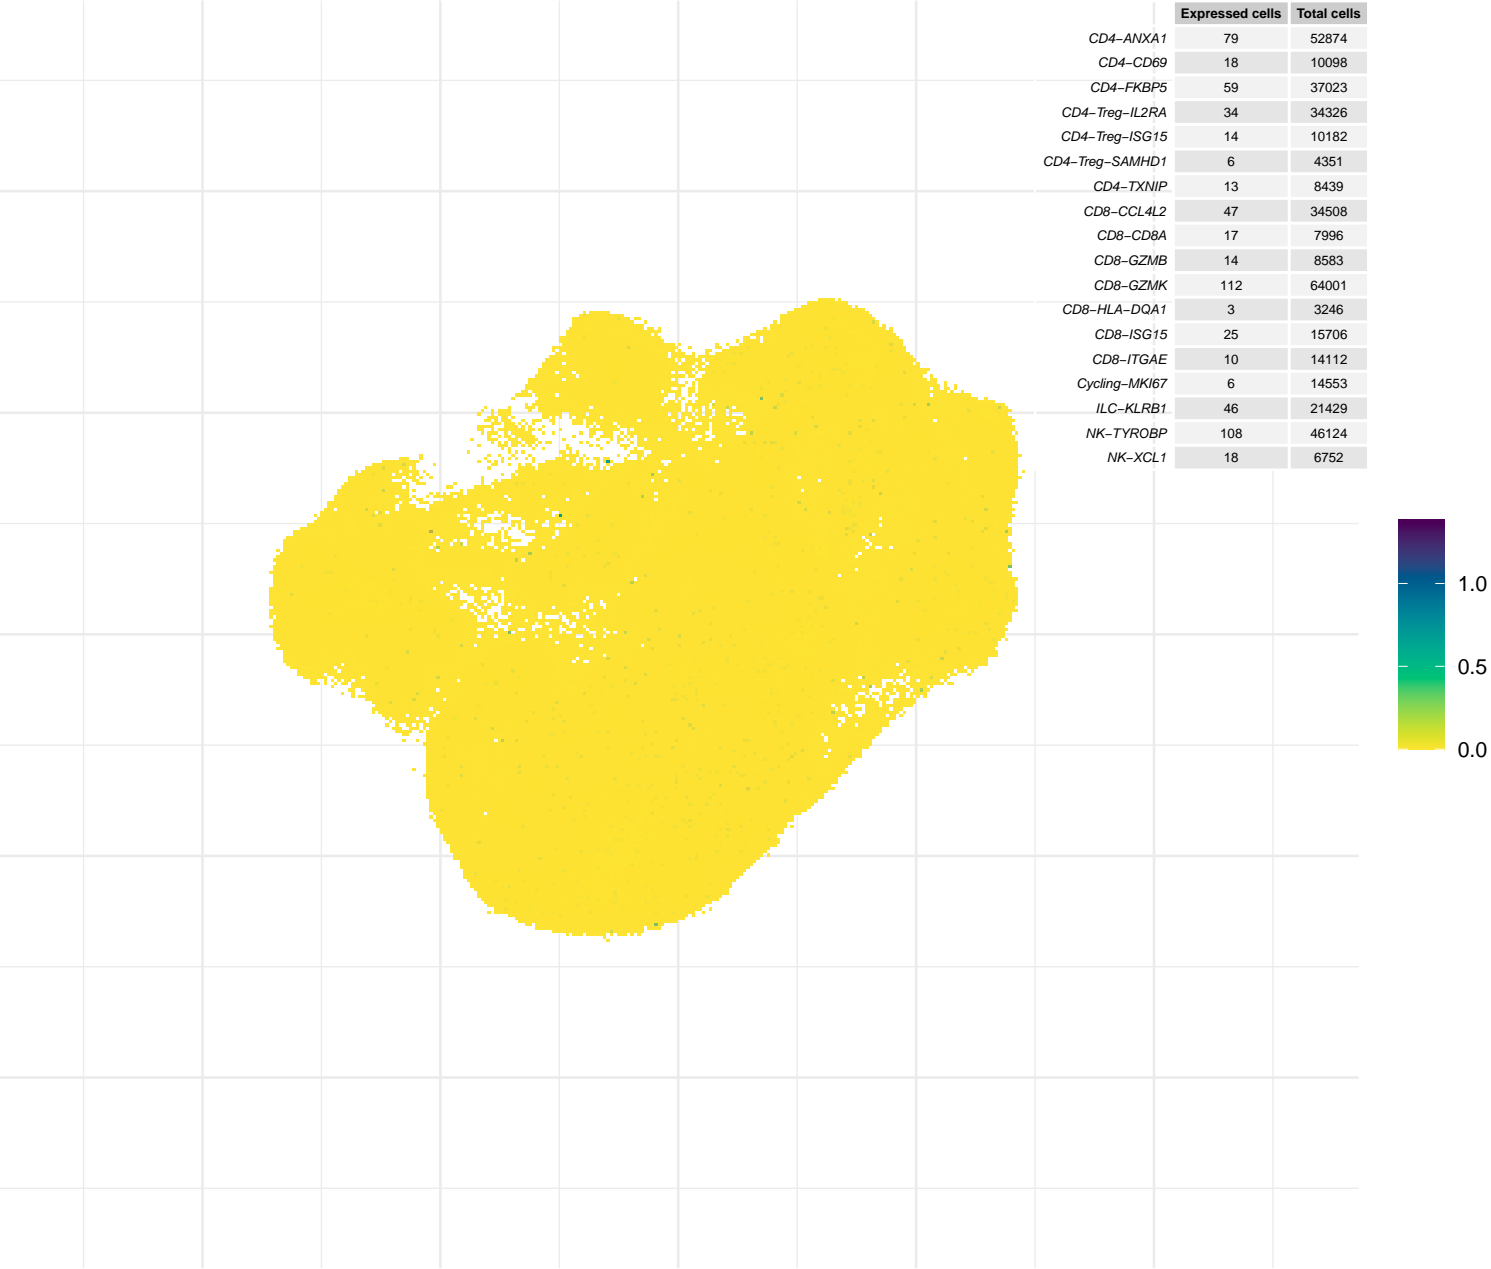 Expressed cells Total cells
CD4−ANXA1 79 52874
CD4−CD69 18 10098
CD4−FKBP5 59 37023
CD4−Treg−IL2RA 34 34326
CD4−Treg−ISG15 14 10182
CD4−Treg−SAMHD1 6 4351
CD4−TXNIP 13 8439
CD8−CCL4L2 47 34508
CD8−CD8A 17 7996
CD8−GZMB 14 8583
CD8−GZMK 112 64001
CD8−HLA−DQA1 3 3246
CD8−ISG15 25 15706
CD8−ITGAE 10 14112
Cycling−MKI67 6 14553
ILC−KLRB1 46 21429
NK−TYROBP 108 46124
NK−XCL1 18 6752
1.0
0.5
0.0